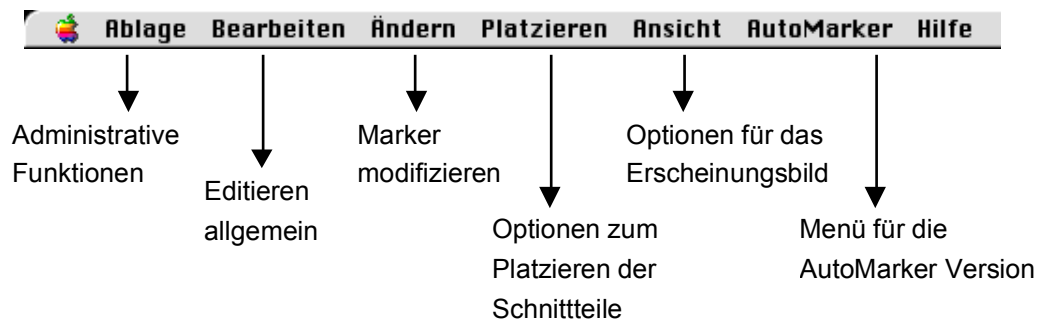 Ablage Bearbeiten Ändern Platzieren Ansicht AutoMarker Hilfe
Administrative
Funktionen
Editieren
allgemein
Marker
modifizieren
Optionen zum
Platzieren der
Schnittteile
Optionen für das
Erscheinungsbild
Menü für die
AutoMarker Version